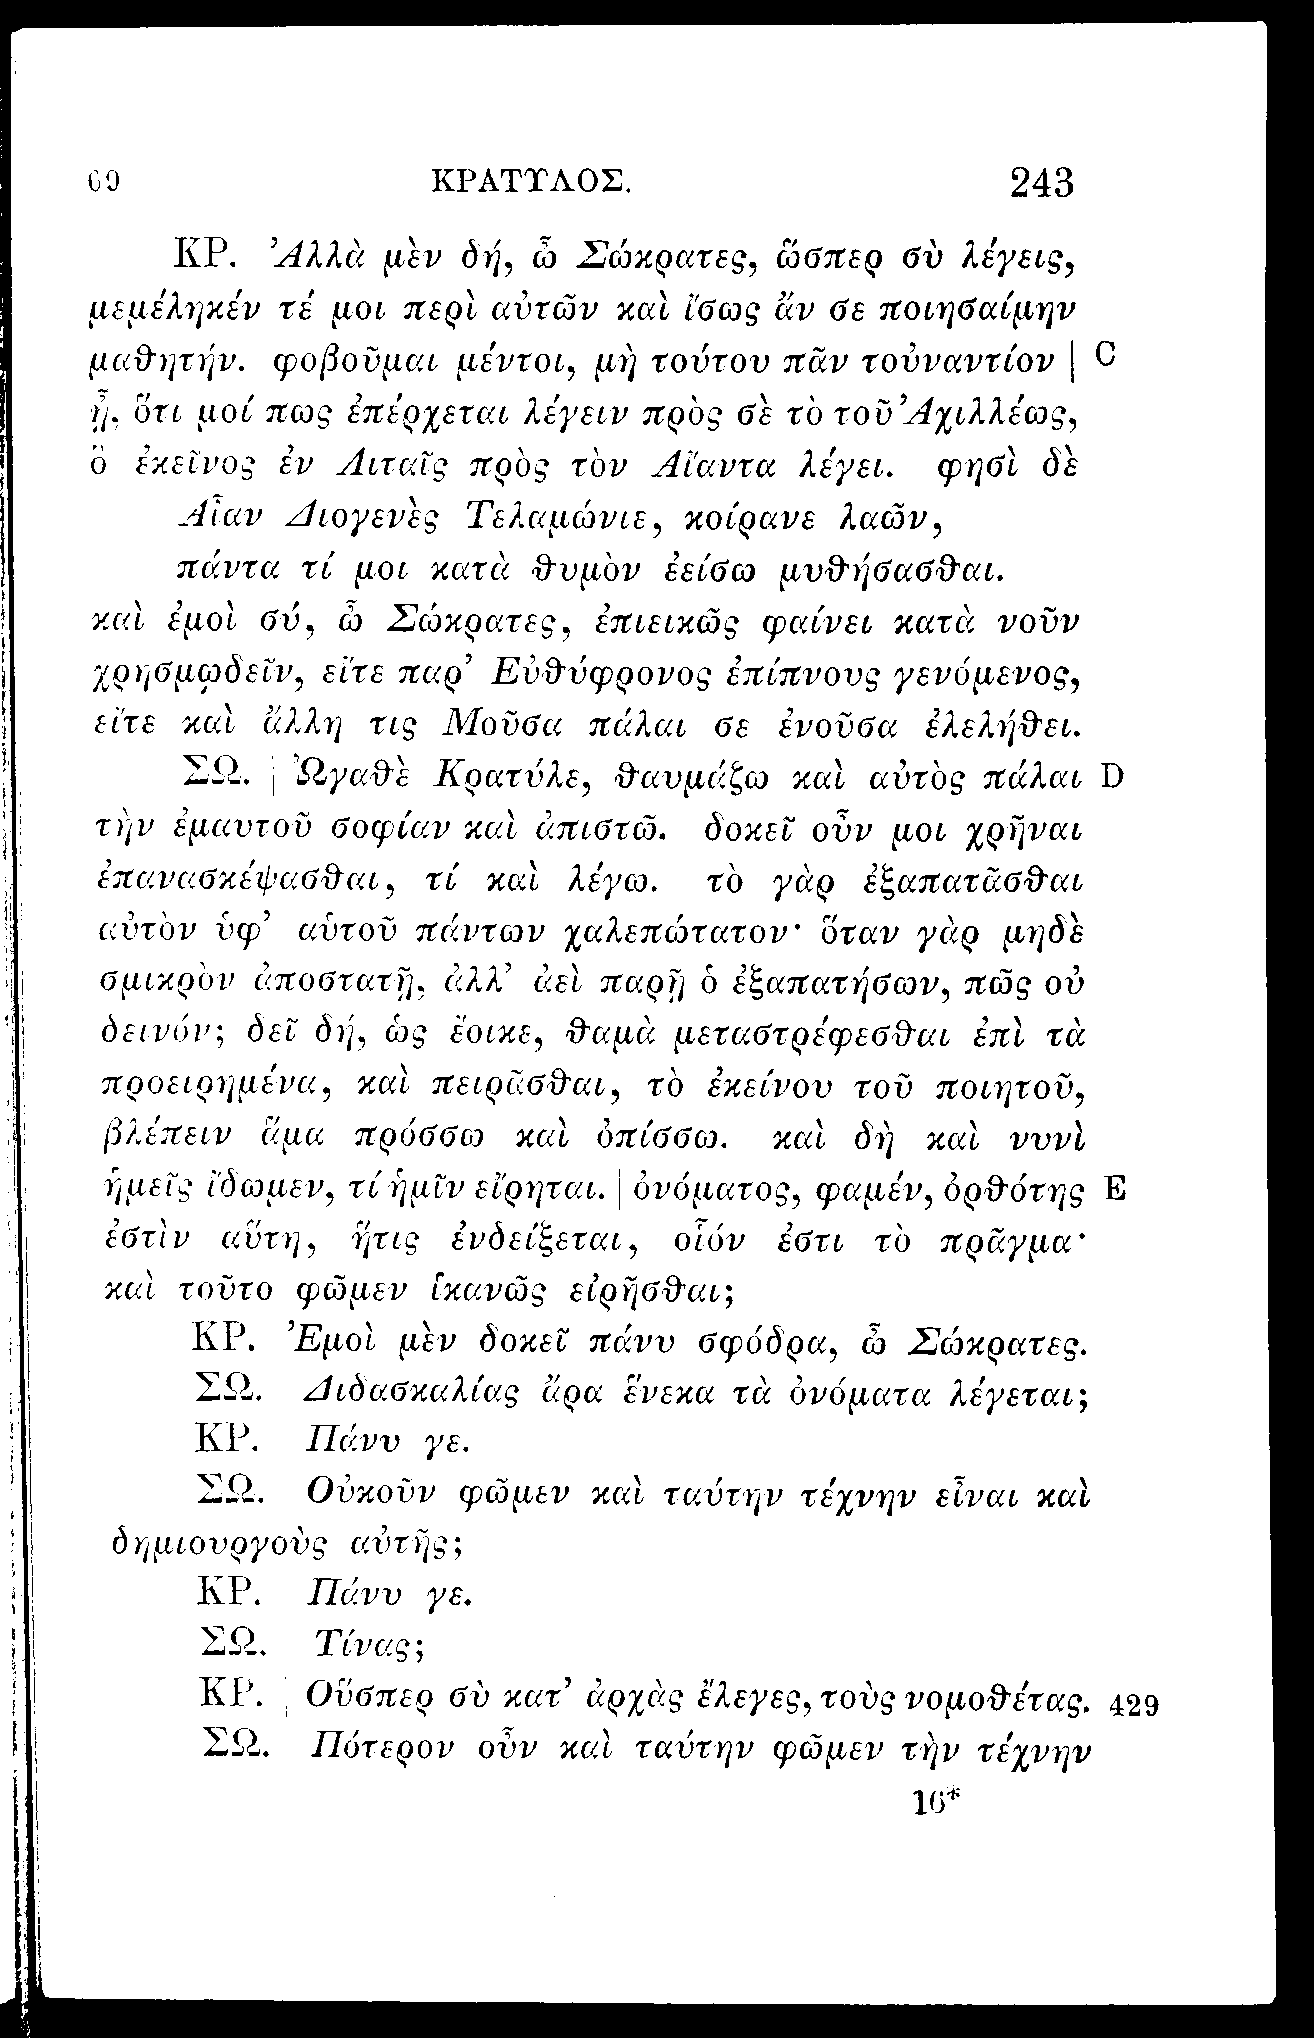 69 ΚΡΑΤΥΛΟΣ. 243
ΚΡ. Ἀλλὰ μὲν δή, ὦ Σώκρατες, ὥσπερ σὺ λέγεις,
μεμέληκέν τέ μοι περὶ αὐτῶν καὶ ἴσως ἄν σε ποιησαίμην
μαθητήν. φοβοῦμαι μέντοι, μὴ τούτου πᾶν τοὐναντίον | C
ᾖ, ὅτι μοί πως ἐπέρχεται λέγειν πρὸς σὲ τὸ τοῦ Ἀχιλλέως,
ὃ ἐκεῖνος ἐν Λιταῖς πρὸς τὸν Αἴαντα λέγει. φησὶ δὲ
Αἶαν Διογενὲς Τελαμώνιε, κοίρανε λαῶν,
πάντα τί μοι κατὰ θυμὸν ἐείσω μυθήσασθαι.
καὶ ἐμοὶ σύ, ὦ Σώκρατες, ἐπιεικῶς φαίνει κατὰ νοῦν
χρησμῳδεῖν, εἴτε παρ’ Εὐθύφρονος ἐπίπνους γενόμενος,
εἴτε καὶ ἄλλη τις Μοῦσα πάλαι σε ἐνοῦσα ἐλελήθει.
ΣΩ. | Ὠγαθὲ Κρατύλε, θαυμάζω καὶ αὐτὸς πάλαι D
τὴν ἐμαυτοῦ σοφίαν καὶ ἀπιστῶ. δοκεῖ οὖν μοι χρῆναι
ἐπανασκέψασθαι, τί καὶ λέγω. τὸ γὰρ ἐξαπατᾶσθαι
αὐτὸν ὑφ’ αὑτοῦ πάντων χαλεπώτατον· ὅταν γὰρ μηδὲ
σμικρὸν ἀποστατῇ, ἀλλ’ ἀεὶ παρῇ ὁ ἐξαπατήσων, πῶς οὐ
δεινόν; δεῖ δή, ὡς ἔοικε, θαμὰ μεταστρέφεσθαι ἐπὶ τὰ
προειρημένα, καὶ πειρᾶσθαι, τὸ ἐκείνου τοῦ ποιητοῦ,
βλέπειν ἅμα πρόσσω καὶ ὀπίσσω. καὶ δὴ καὶ νυνὶ
ἡμεῖς ἴδωμεν, τί ἡμῖν εἴρηται. | ὀνόματος, φαμέν, ὀρθότης E
ἐστὶν αὕτη, ἥτις ἐνδείξεται, οἷόν ἐστι τὸ πρᾶγμα·
καὶ τοῦτο φῶμεν ἱκανῶς εἰρῆσθαι;
ΚΡ. Ἐμοὶ μὲν δοκεῖ πάνυ σφόδρα, ὦ Σώκρατες.
ΣΩ. Διδασκαλίας ἄρα ἕνεκα τὰ ὀνόματα λέγεται;
ΚΡ. Πάνυ γε.
ΣΩ. Οὐκοῦν φῶμεν καὶ ταύτην τέχνην εἶναι καὶ
δημιουργοὺς αὐτῆς;
ΚΡ. Πάνυ γε.
ΣΩ. Τίνας;
ΚΡ. | Οὕσπερ σὺ κατ’ ἀρχὰς ἔλεγες, τοὺς νομοθέτας. 429
ΣΩ. Πότερον οὖν καὶ ταύτην φῶμεν τὴν τέχνην
16*